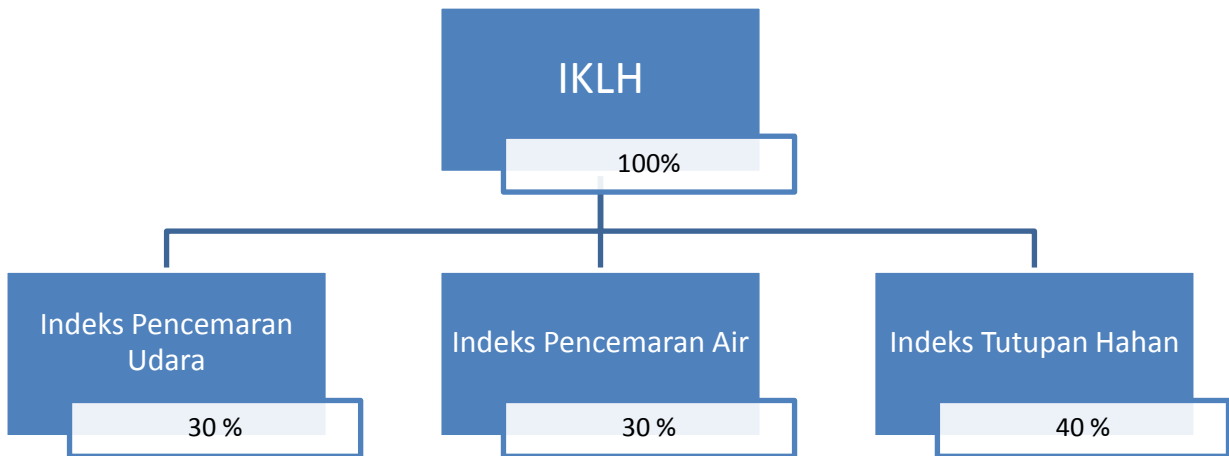 IKLH
100%
Indeks Pencemaran
Udara
30 %
Indeks Pencemaran Air
30 %
Indeks Tutupan Hahan
40 %